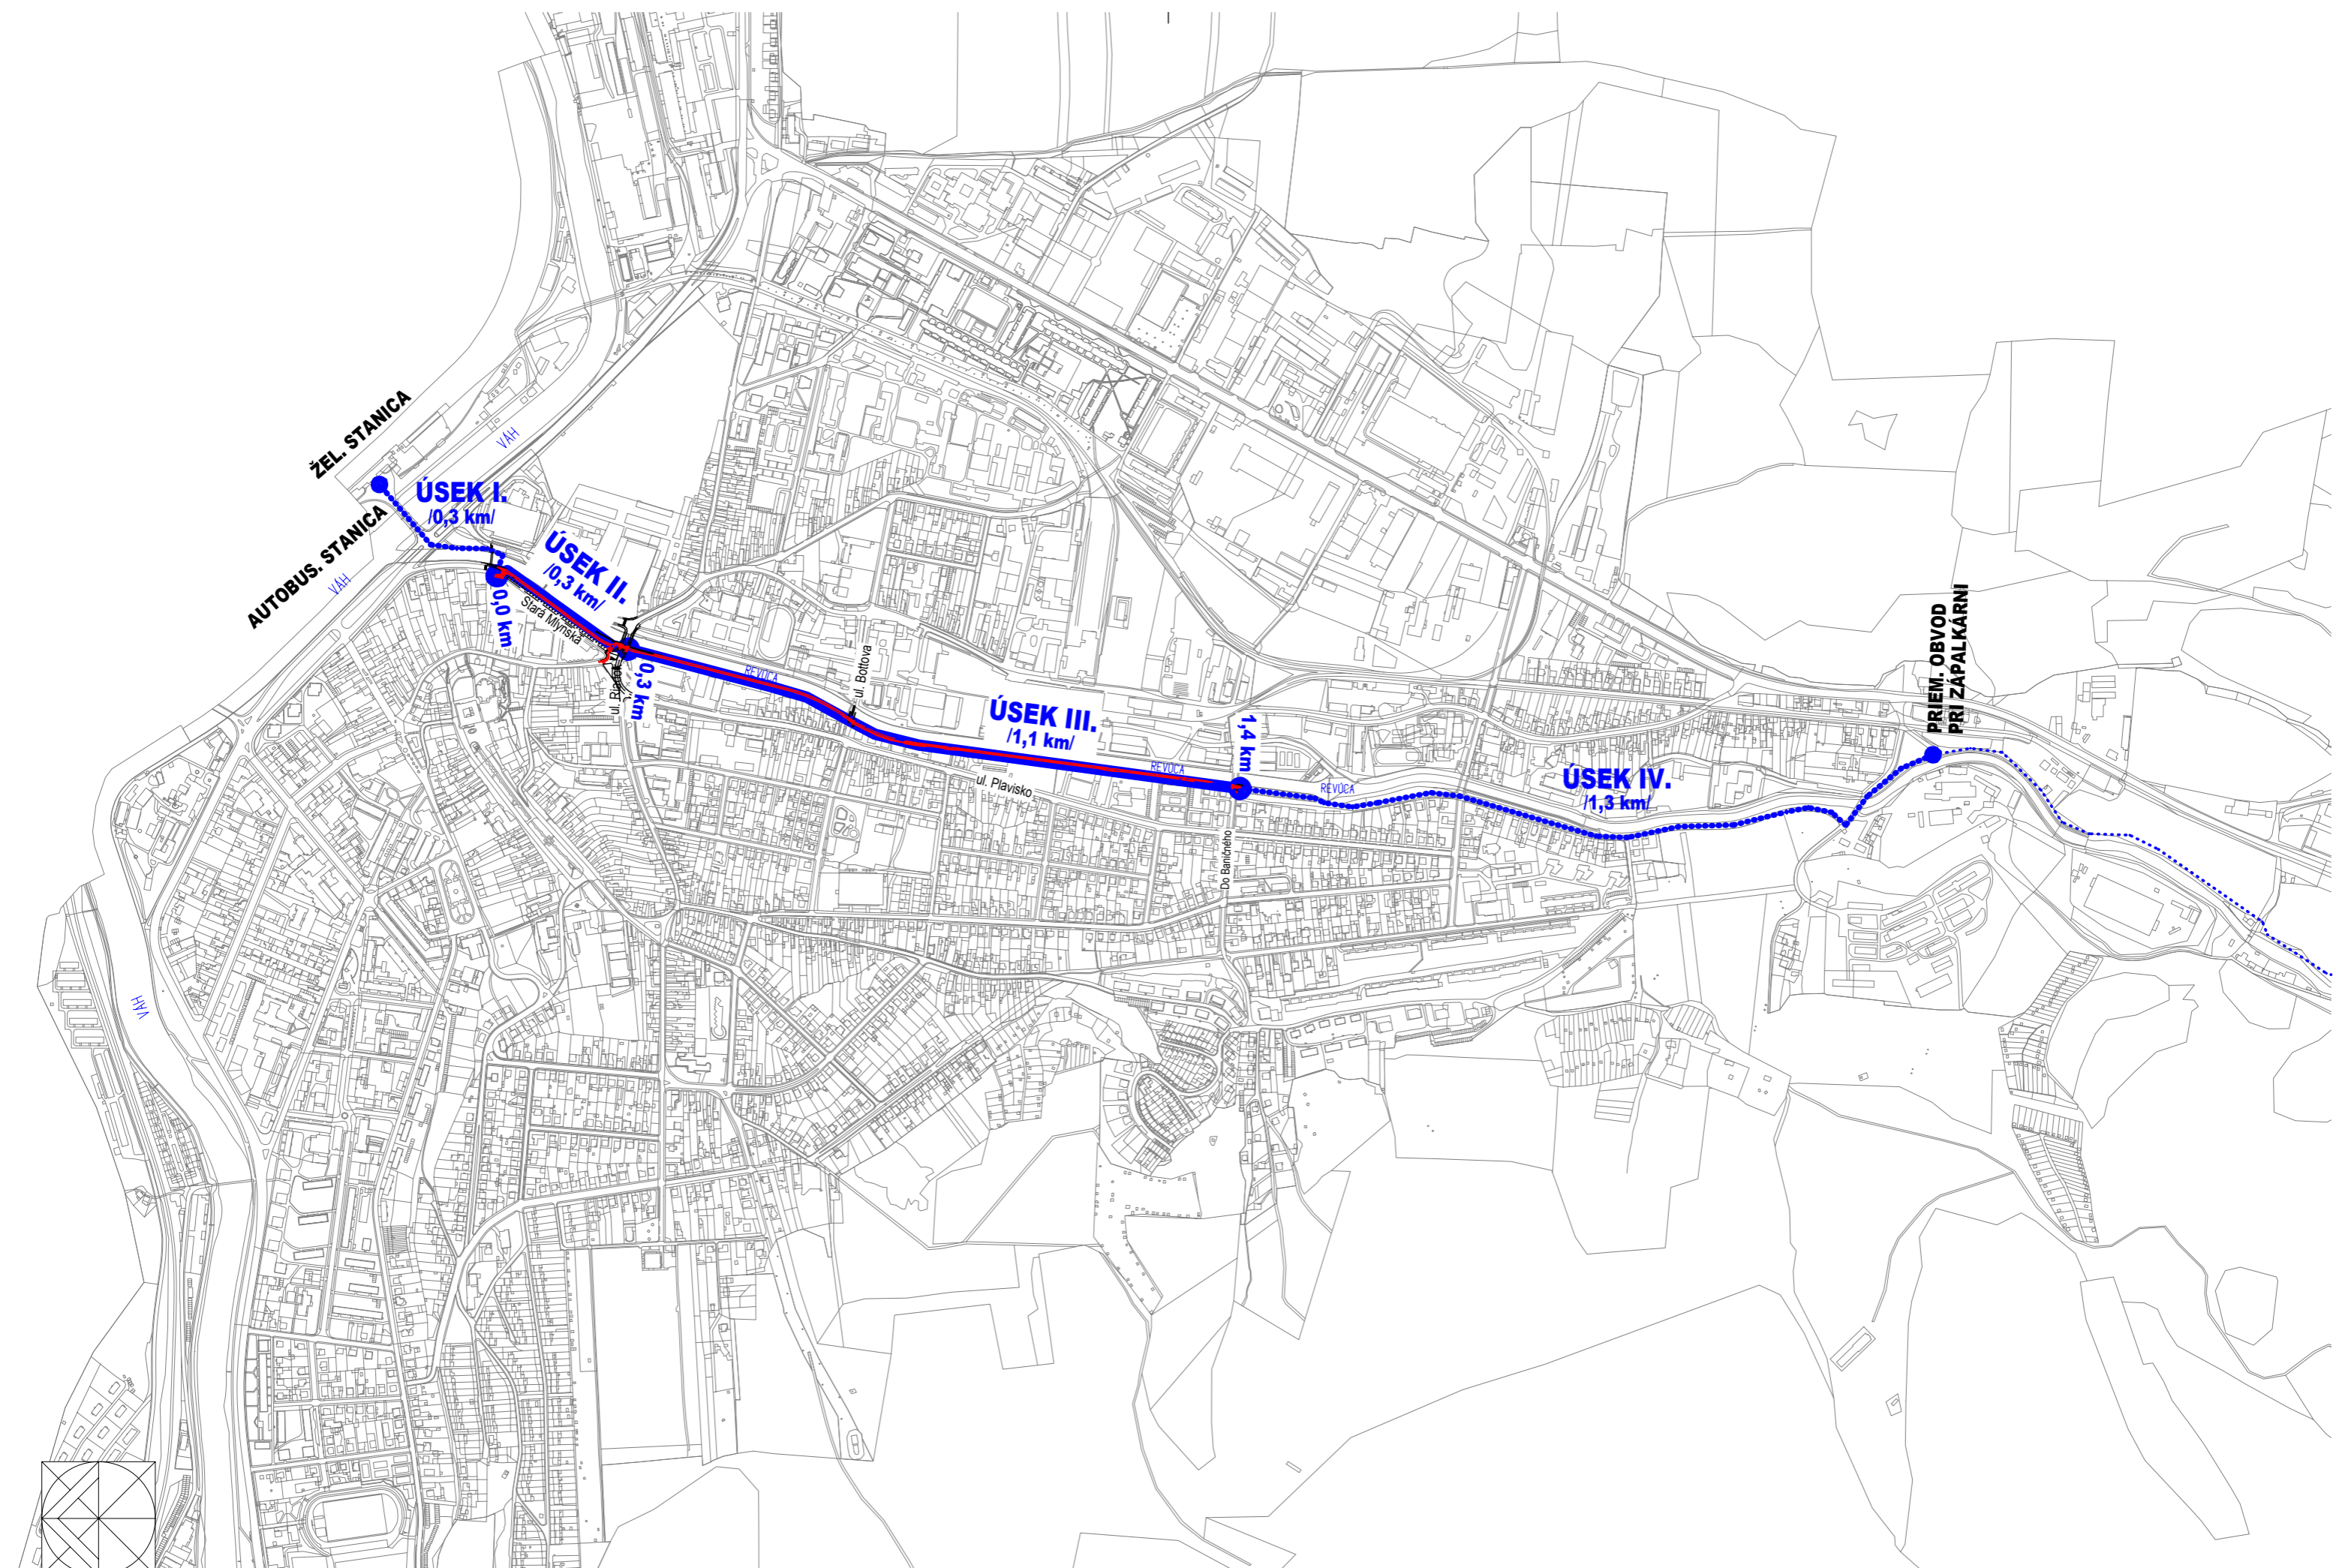 ŽEL. STANICA
VÁH
ÚSEK I.
/0,3 km/
AUTOBUS. STANICA
VÁH
ÚSEK II.
/0,3 km/
0,0 km
Stará Mlynská
0,3 km
REVÚCA
ul. Bottova
ÚSEK III.
/1,1 km/
1,4 km
REVÚCA
ul. Plavisko
REVÚCA
ÚSEK IV.
/1,3 km/
PRIEM. OBVOD
PRI ZÁPALKÁRNI
Do Baničného
VÁH